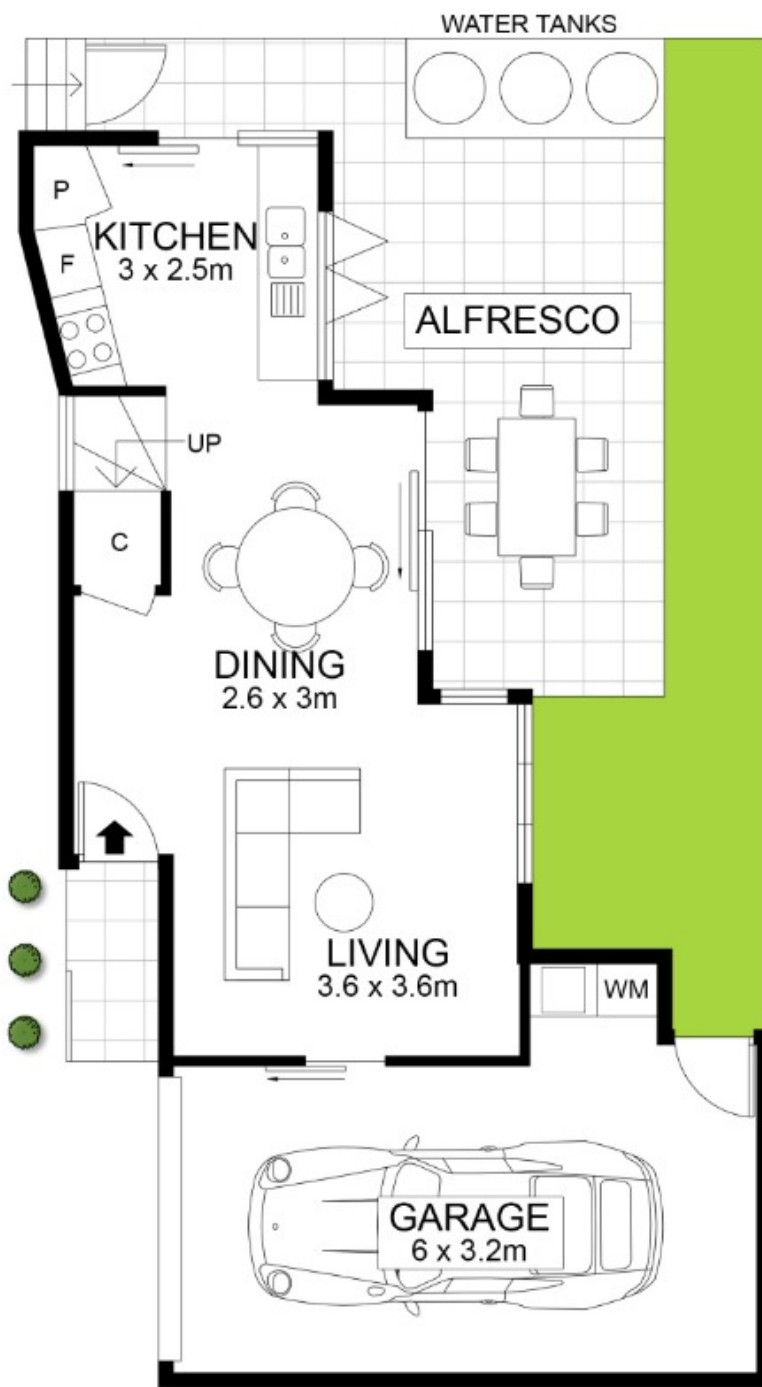 WATER TANKS
P
KITCHEN
3 x 2.5m
F
ALFRESCO
UP
C
DINING
2.6 x 3m
LIVING
3.6 x 3.6m
WM
GARAGE
6 x 3.2m